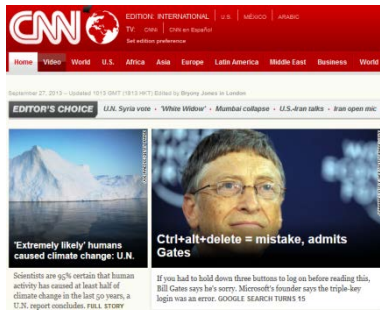 CNN
EDITION: INTERNATIONAL U.S. MÉXICO ARABIC
TV: CNNi CNN en Español
Set edition preference
Home Video World U.S. Africa Asia Europe Latin America Middle East Business World
September 27, 2013 -- Updated 1013 GMT (1813 HKT) Edited by Bryony Jones in London
EDITOR'S CHOICE U.N. Syria vote • 'White Widow' • Mumbai collapse • U.S.-Iran talks • Iran open mic
'Extremely likely' humans
caused climate change: U.N.
Scientists are 95% certain that human
activity has caused at least half of
climate change in the last 50 years, a
U.N. report concludes. FULL STORY
Ctrl+alt+delete = mistake, admits
Gates
If you had to hold down three buttons to log on before reading this,
Bill Gates says he's sorry. Microsoft's founder says the triple-key
login was an error. GOOGLE SEARCH TURNS 15